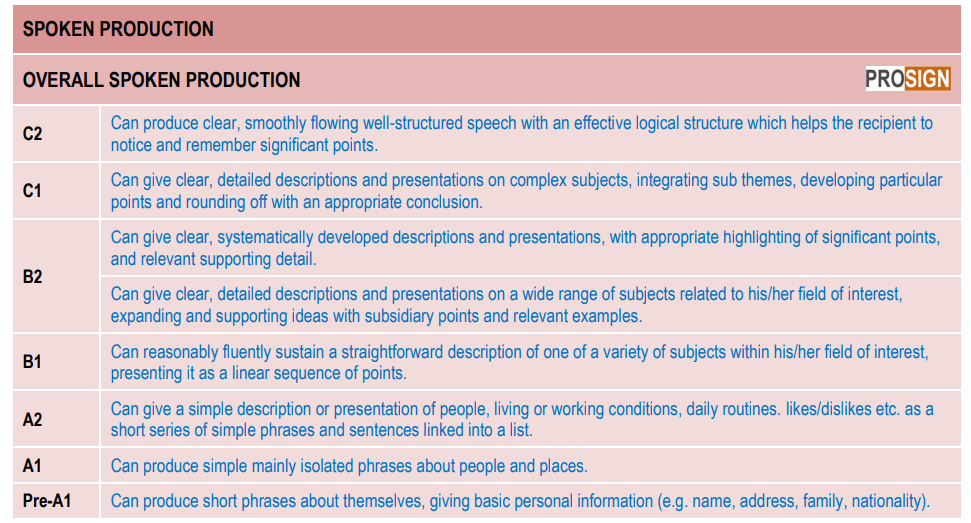 SPOKEN PRODUCTION
OVERALL SPOKEN PRODUCTION PROSIGN
C2 Can produce clear, smoothly flowing well-structured speech with an effective logical structure which helps the recipient to
notice and remember significant points.
C1 Can give clear, detailed descriptions and presentations on complex subjects, integrating sub themes, developing particular
points and rounding off with an appropriate conclusion.
B2 Can give clear, systematically developed descriptions and presentations, with appropriate highlighting of significant points,
and relevant supporting detail.
Can give clear, detailed descriptions and presentations on a wide range of subjects related to his/her field of interest,
expanding and supporting ideas with subsidiary points and relevant examples.
B1 Can reasonably fluently sustain a straightforward description of one of a variety of subjects within his/her field of interest,
presenting it as a linear sequence of points.
A2 Can give a simple description or presentation of people, living or working conditions, daily routines. likes/dislikes etc. as a
short series of simple phrases and sentences linked into a list.
A1 Can produce simple mainly isolated phrases about people and places.
Pre-A1 Can produce short phrases about themselves, giving basic personal information (e.g. name, address, family, nationality).